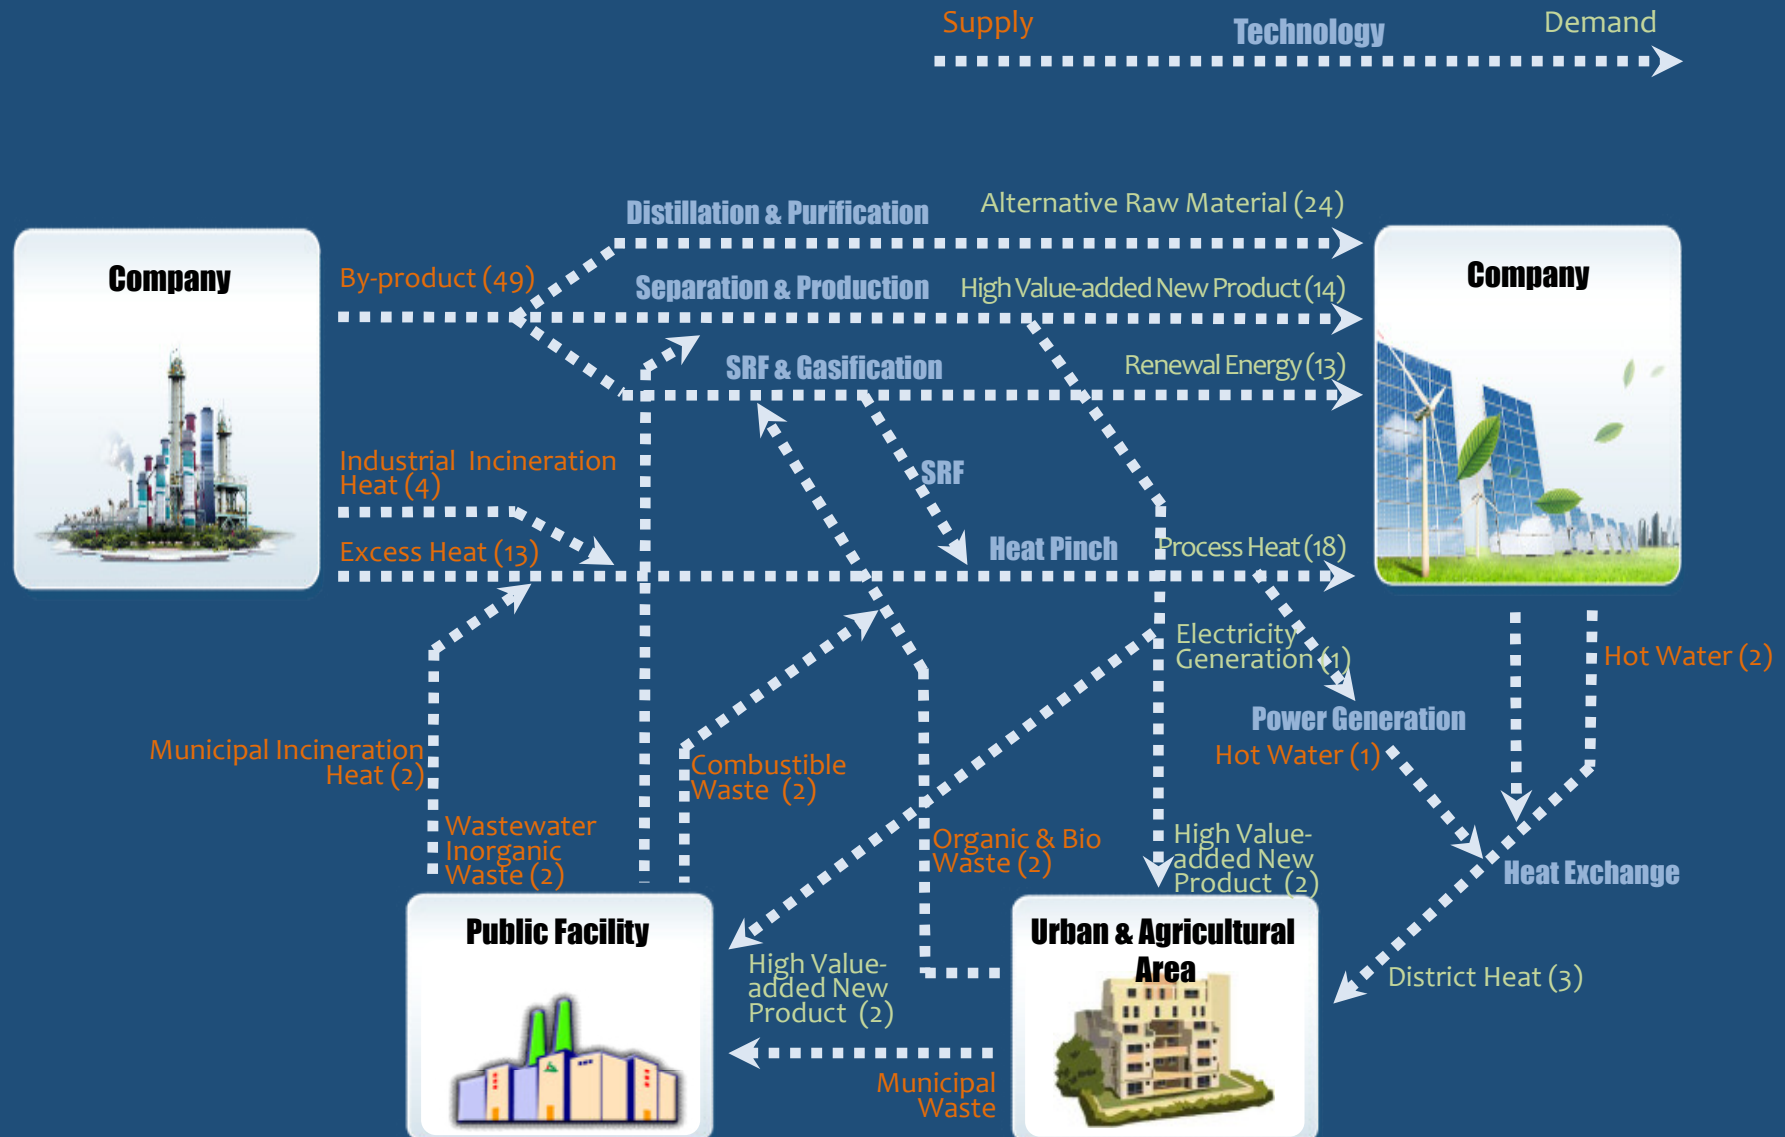 Supply
Technology
Demand
Distillation & Purification
Alternative Raw Material (24)
Company
By-product (49)
Separation & Production
High Value-added New Product (14)
Company
SRF & Gasification
Renewal Energy (13)
Industrial Incineration
Heat (4)
SRF
Excess Heat (13)
Heat Pinch
Process Heat (18)
Electricity
Generation (1)
Hot Water (2)
Power Generation
Hot Water (1)
Municipal Incineration
Heat (2)
Combustible
Waste (2)
Wastewater
Inorganic
Waste (2)
Organic & Bio
Waste (2)
High Value-
added New
Product (2)
Heat Exchange
Public Facility
Urban & Agricultural
Area
High Value-
added New
Product (2)
District Heat (3)
Municipal
Waste